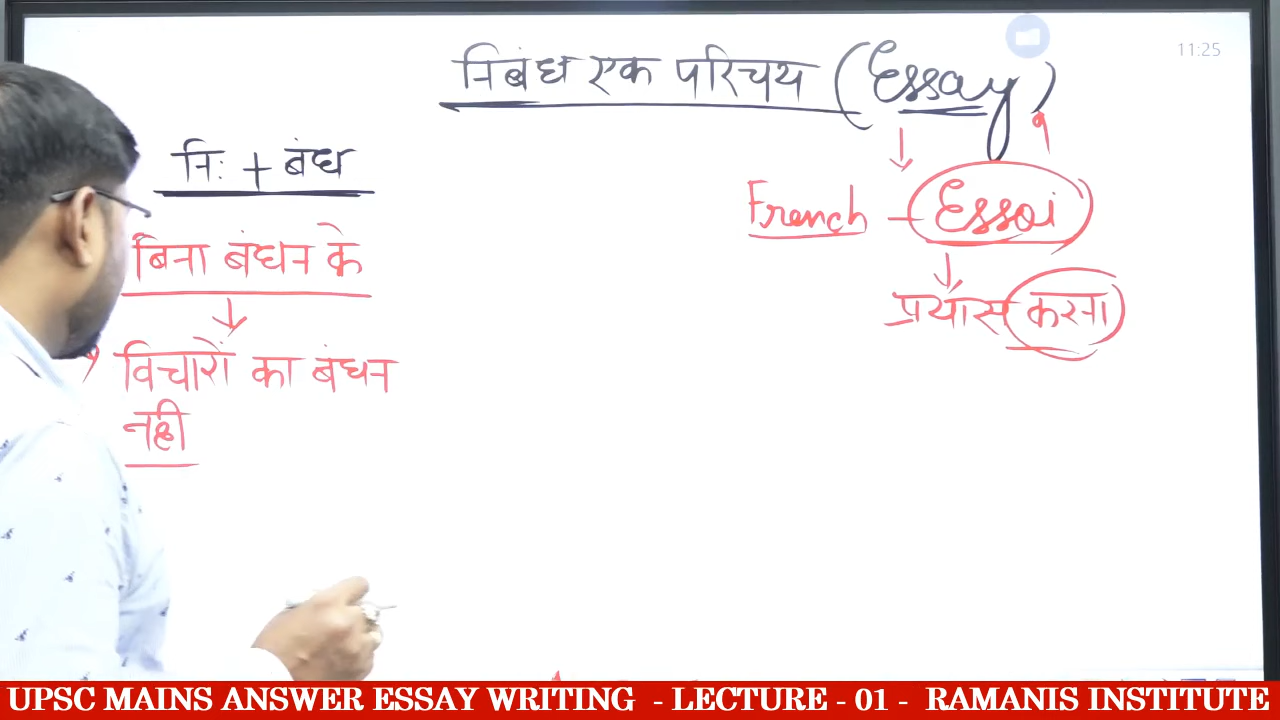 निबंध एक परिचय (Essay)
11:25
निः + बंध
French - Essai
बिना बंधन के
प्रयास करना
विचारों का बंधन
नही
UPSC MAINS ANSWER ESSAY WRITING - LECTURE - 01 - RAMANIS INSTITUTE